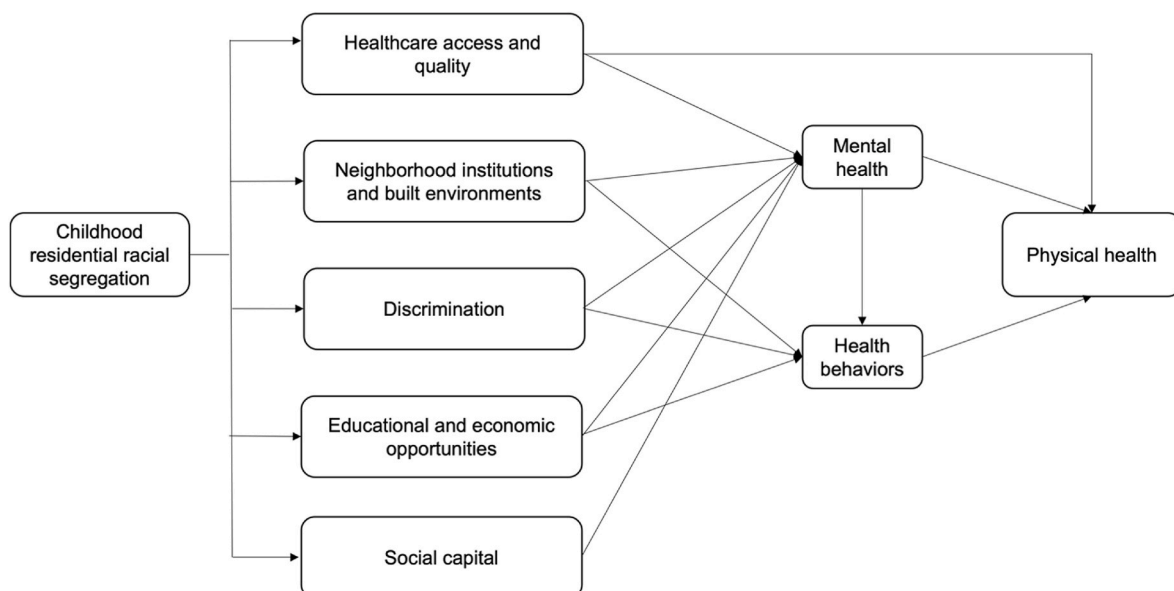 Healthcare access and
quality
Neighborhood institutions
and built environments
Childhood
residential racial
segregation
Discrimination
Educational and economic
opportunities
Social capital
Mental
health
Health
behaviors
Physical health